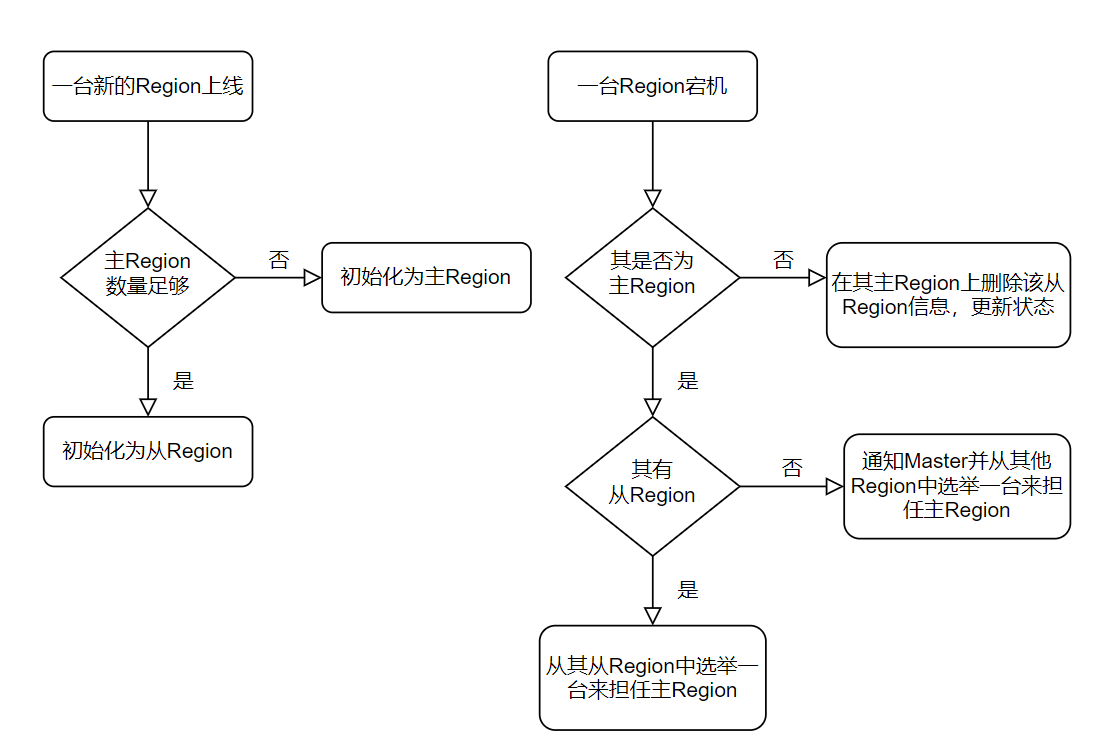 一台新的Region上线
主Region
数量足够
否
初始化为主Region
是
初始化为从Region
一台Region宕机
其是否为
主Region
否
在其主Region上删除该从
Region信息，更新状态
是
其有
从Region
否
通知Master并从其他
Region中选举一台来担
任主Region
是
从其从Region中选举一
台来担任主Region